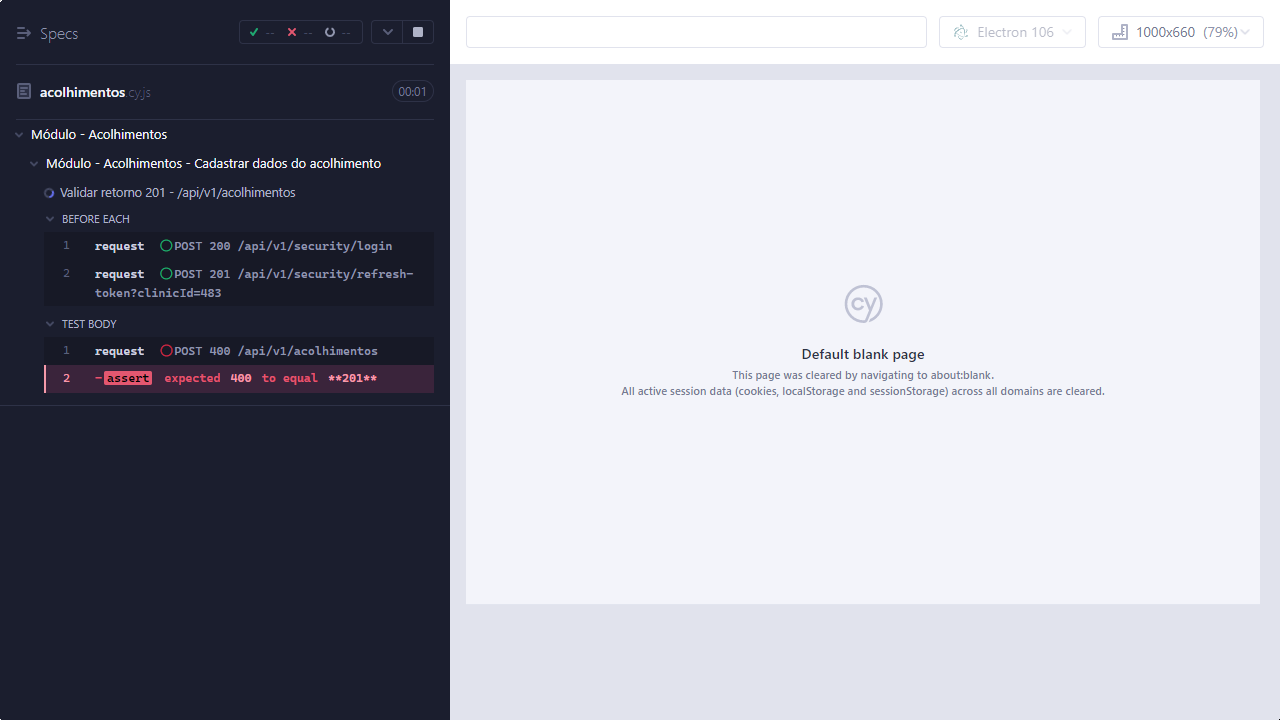 Specs
--
--
--
acolhimentos.cy.js
00:01
Módulo - Acolhimentos
Módulo - Acolhimentos - Cadastrar dados do acolhimento
Validar retorno 201 - /api/v1/acolhimentos
BEFORE EACH
1 request POST 200 /api/v1/security/login
2 request POST 201 /api/v1/security/refresh-
token?clinicId=483
TEST BODY
1 request POST 400 /api/v1/acolhimentos
2 -assert expected 400 to equal **201**
Electron 106
1000x660 (79%)
cy
Default blank page
This page was cleared by navigating to about:blank.
All active session data (cookies, localStorage and sessionStorage) across all domains are cleared.